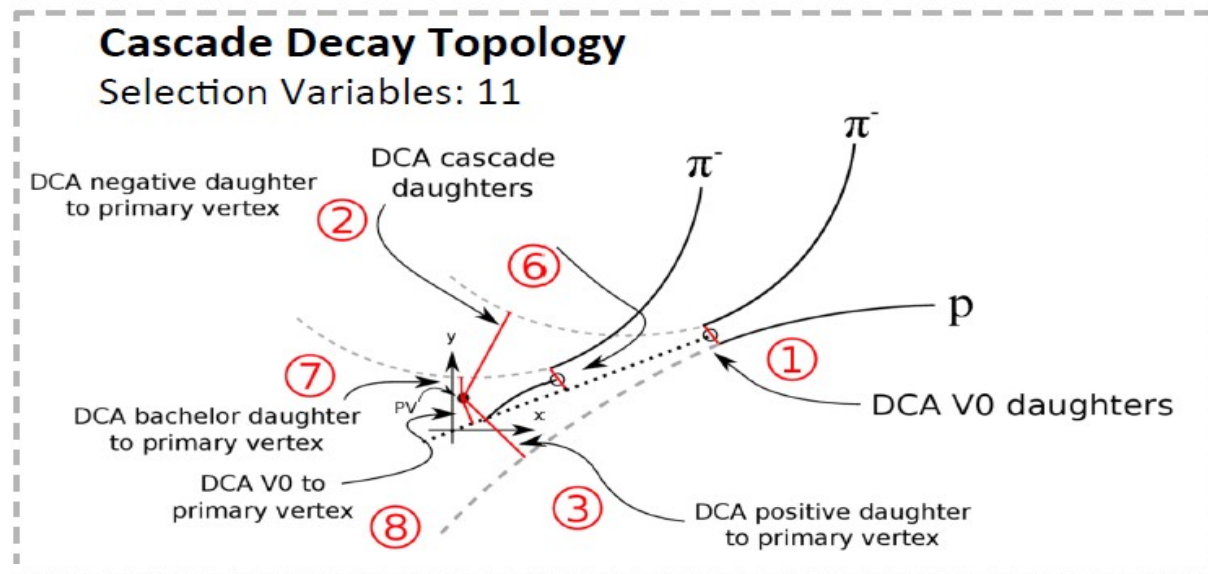 Cascade Decay Topology
Selection Variables: 11
π⁻
π⁻
DCA cascade
daughters
DCA negative daughter
to primary vertex
②
⑥
p
y
①
⑦
DCA bachelor daughter
to primary vertex
PV
x
DCA V0 daughters
DCA V0 to
primary vertex
⑧
③
DCA positive daughter
to primary vertex